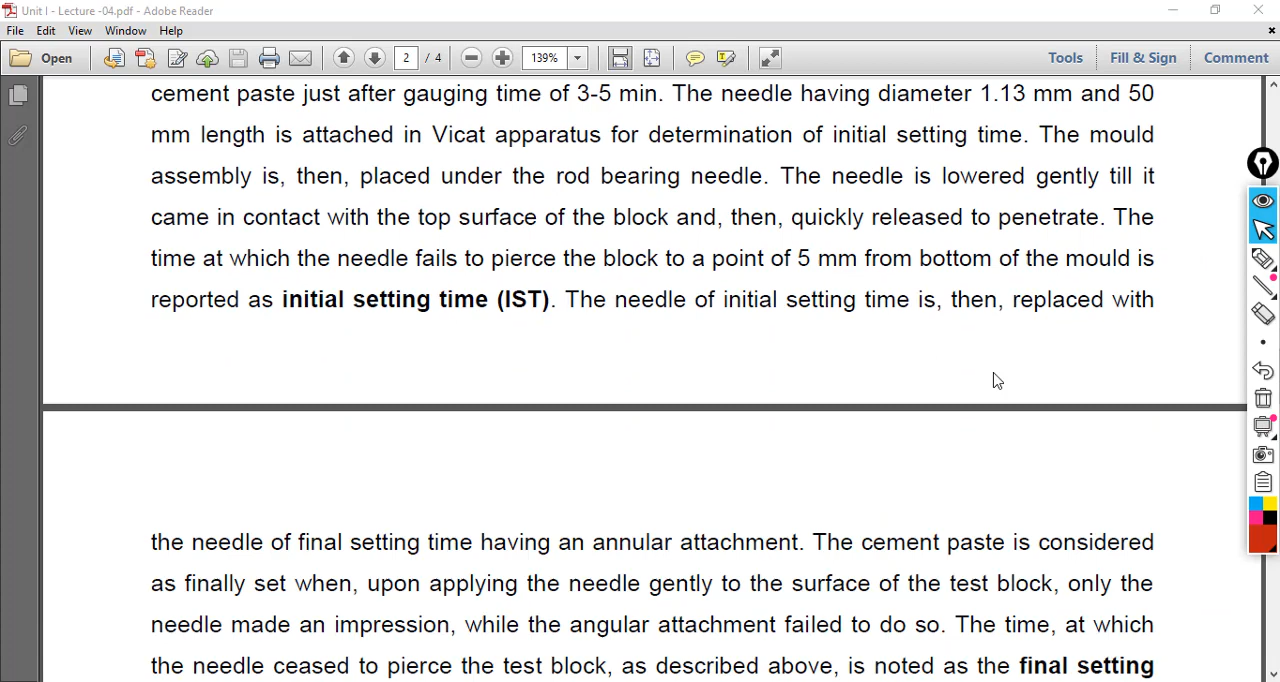 Unit I - Lecture -04.pdf - Adobe Reader
File Edit View Window Help
Open 2 / 4 139% Tools Fill & Sign Comment
cement paste just after gauging time of 3-5 min. The needle having diameter 1.13 mm and 50
mm length is attached in Vicat apparatus for determination of initial setting time. The mould
assembly is, then, placed under the rod bearing needle. The needle is lowered gently till it
came in contact with the top surface of the block and, then, quickly released to penetrate. The
time at which the needle fails to pierce the block to a point of 5 mm from bottom of the mould is
reported as initial setting time (IST). The needle of initial setting time is, then, replaced with
the needle of final setting time having an annular attachment. The cement paste is considered
as finally set when, upon applying the needle gently to the surface of the test block, only the
needle made an impression, while the angular attachment failed to do so. The time, at which
the needle ceased to pierce the test block, as described above, is noted as the final setting